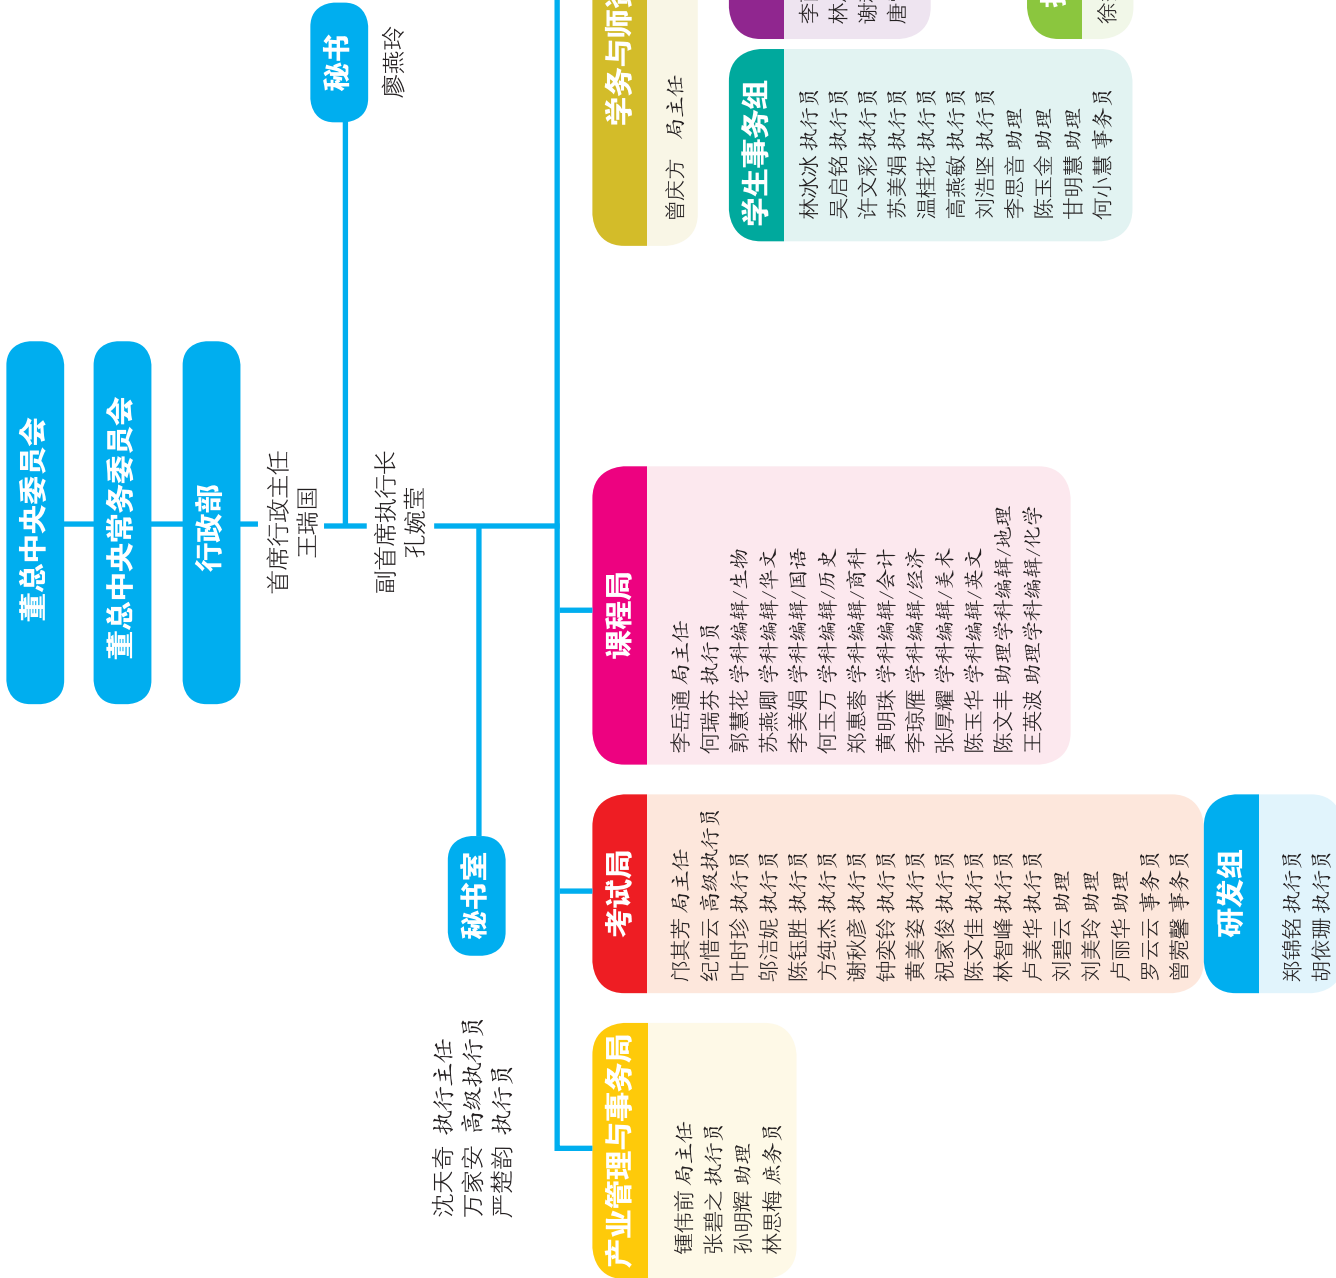 董总中央委员会
董总中央常务委员会
行政部
首席行政主任
王瑞国
秘书
廖燕玲
副首席执行长
孔婉莹
秘书室
沈天奇 执行主任
万家安 高级执行员
严楚韵 执行员
产业管理与事务局
锺伟前 局主任
张碧之 执行员
孙明辉 助理
林思梅 庶务员
考试局
邝其芳 局主任
纪惜云 高级执行员
叶时珍 执行员
邬洁妮 执行员
陈钰胜 执行员
方纯杰 执行员
谢秋彦 执行员
钟奕铃 执行员
黄美姿 执行员
祝家俊 执行员
陈文佳 执行员
林智峰 执行员
卢美华 执行员
刘碧云 助理
刘美玲 助理
卢丽华 助理
罗云云 事务员
曾菀馨 事务员
研发组
郑锦铭 执行员
胡依珊 执行员
课程局
李岳通 局主任
何瑞芬 执行员
郭慧花 学科编辑/生物
苏燕卿 学科编辑/华文
李美娟 学科编辑/国语
何玉万 学科编辑/历史
郑惠蓉 学科编辑/商科
黄明珠 学科编辑/会计
李琼雁 学科编辑/经济
张厚耀 学科编辑/美术
陈玉华 学科编辑/英文
陈文丰 助理学科编辑/地理
王英波 助理学科编辑/化学
学务与师资
曾庆方 局主任
学生事务组
林冰冰 执行员
吴启铭 执行员
许文彩 执行员
苏美娟 执行员
温桂花 执行员
高燕敏 执行员
刘浩坚 执行员
李思音 助理
陈玉金 助理
甘明慧 助理
何小慧 事务员
李
林
谢
唐
徐